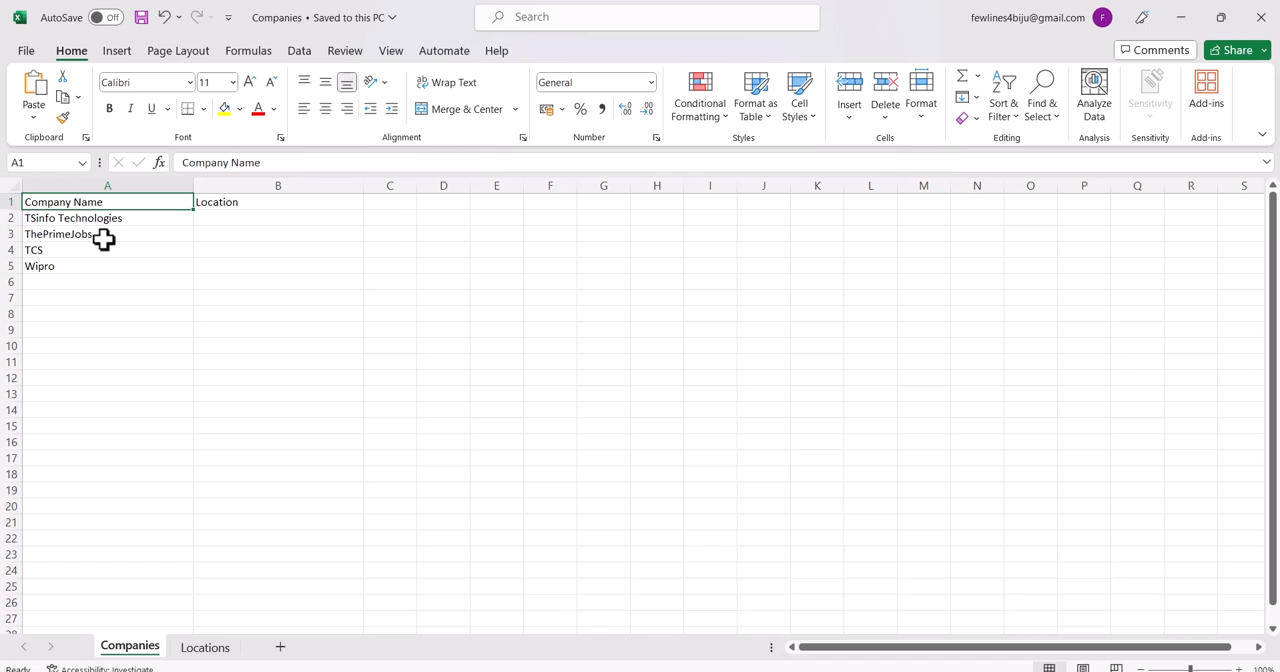 AutoSave Off Companies • Saved to this PC Search fewlines4biju@gmail.com F
File Home Insert Page Layout Formulas Data Review View Automate Help Comments Share
Paste Calibri 11 A A Wrap Text General Conditional Formatting Format as Table Cell Styles Insert Delete Format Sort & Filter Find & Select Analyze Data Sensitivity Add-ins
B I U A Merge & Center % 9
Clipboard Font Alignment Number Styles Cells Editing Analysis Sensitivity Add-ins
A1 fx Company Name
A B C D E F G H I J K L M N O P Q R S
1 Company Name Location
2 TSinfo Technologies
3 ThePrimeJobs
4 TCS
5 Wipro
6
7
8
9
10
11
12
13
14
15
16
17
18
19
20
21
22
23
24
25
26
27
28
Companies Locations +
Ready Accessibility: Investigate 100%